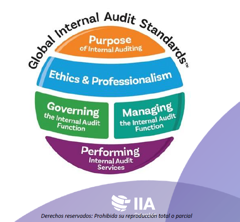 Global Internal Audit Standards™
Purpose
of Internal Auditing
Ethics & Professionalism
Governing
the Internal Audit
Function
Managing
the Internal Audit
Function
Performing
Internal Audit
Services
IIA
Derechos reservados: Prohibida su reproducción total o parcial